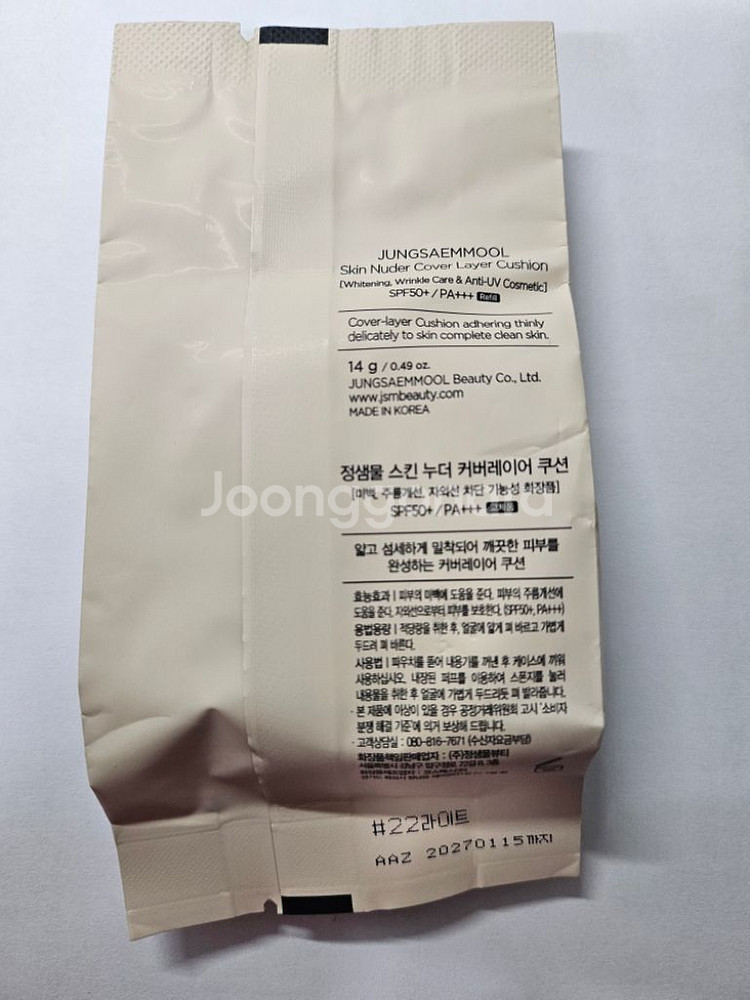 JUNGSAEMMOOL
Skin Nuder Cover Layer Cushion
[Whitening, Wrinkle Care & Anti-UV Cosmetic]
SPF50+ / PA+++ Refill
Cover-layer Cushion adhering thinly
delicately to skin complete clean skin.
14 g / 0.49 oz.
JUNGSAEMMOOL Beauty Co., Ltd.
www.jsmbeauty.com
MADE IN KOREA
정샘물 스킨 누더 커버레이어 쿠션
[미백, 주름개선, 자외선 차단 기능성 화장품]
SPF50+ / PA+++ 교체용
얇고 섬세하게 밀착되어 깨끗한 피부를
완성하는 커버레이어 쿠션
효능효과 | 피부의 미백에 도움을 준다. 피부의 주름개선에
도움을 준다. 자외선으로부터 피부를 보호한다. (SPF50+, PA+++)
용법용량 | 적당량을 취한 후, 얼굴에 얇게 펴 바르고 가볍게
두드려 펴 바른다.
사용법 | 파우치를 뜯어 내용기를 꺼낸 후 케이스에 끼워
사용하십시오. 내장된 퍼프를 이용하여 스폰지를 눌러
내용물을 취한 후 얼굴에 가볍게 두드리듯 펴 발라줍니다.
· 본 제품에 이상이 있을 경우 공정거래위원회 고시 '소비자
분쟁 해결 기준'에 의거 보상해 드립니다.
· 고객상담실 : 080-816-7671 (수신자요금부담)
화장품책임판매업자 : (주)정샘물뷰티
#22라이트
AAZ 20270115까지